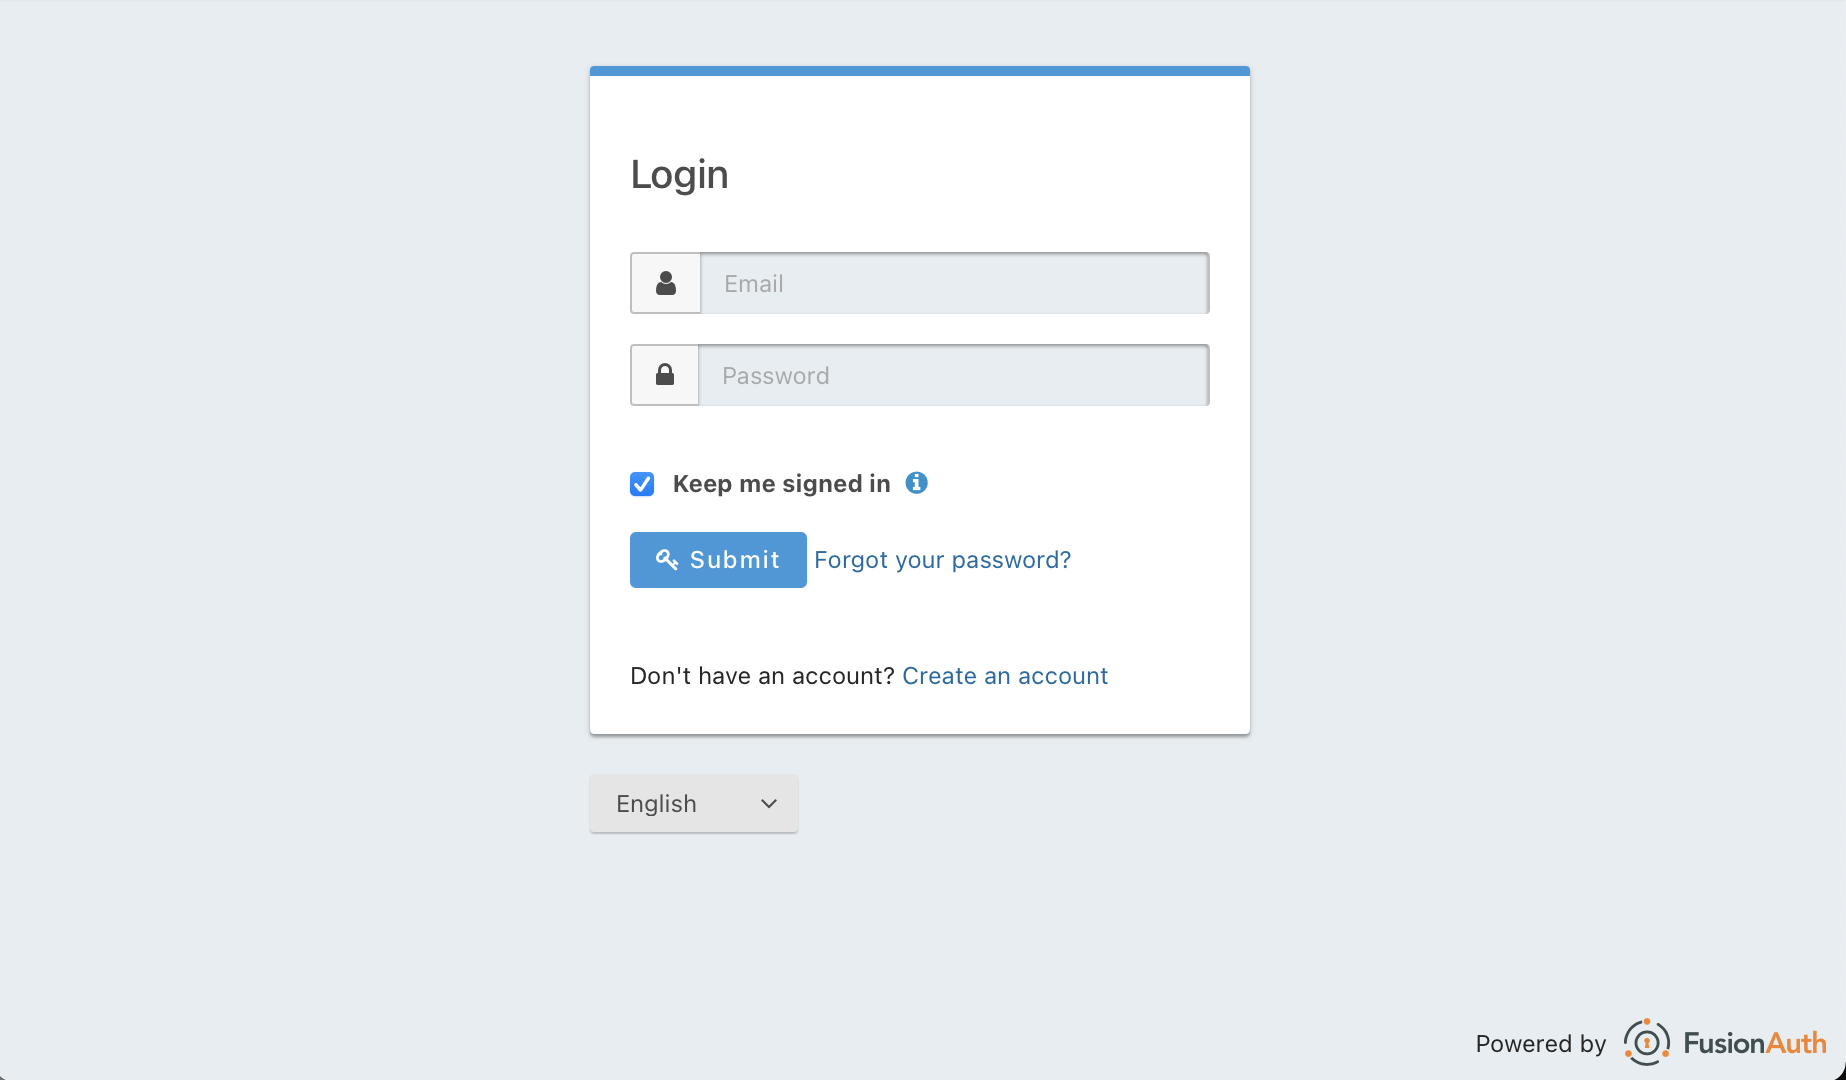 Login
Email
Password
Keep me signed in
Submit Forgot your password?
Don't have an account? Create an account
English
Powered by FusionAuth